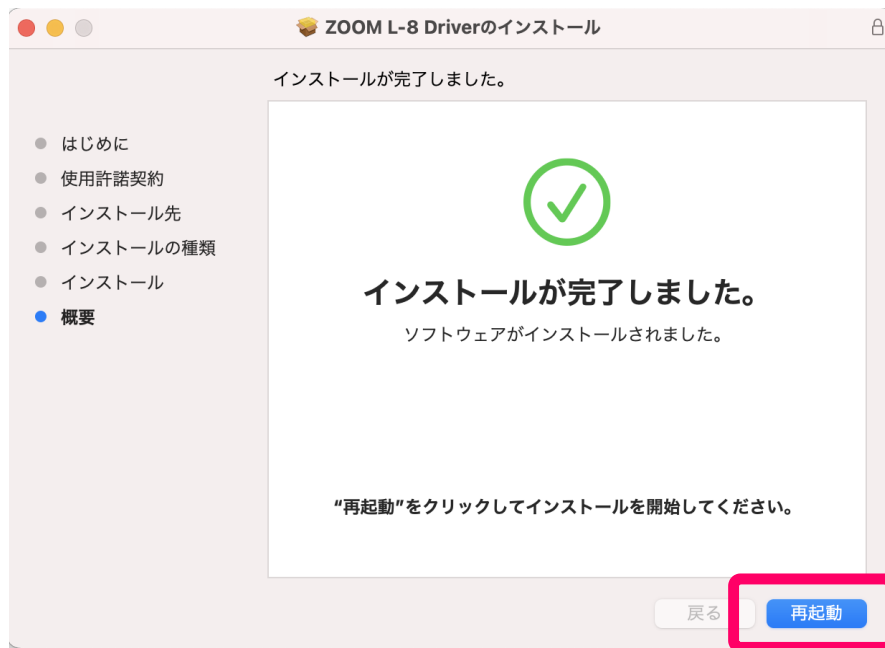 ZOOM L-8 Driverのインストール
インストールが完了しました。
はじめに
使用許諾契約
インストール先
インストールの種類
インストール
概要
インストールが完了しました。
ソフトウェアがインストールされました。
“再起動”をクリックしてインストールを開始してください。
戻る
再起動